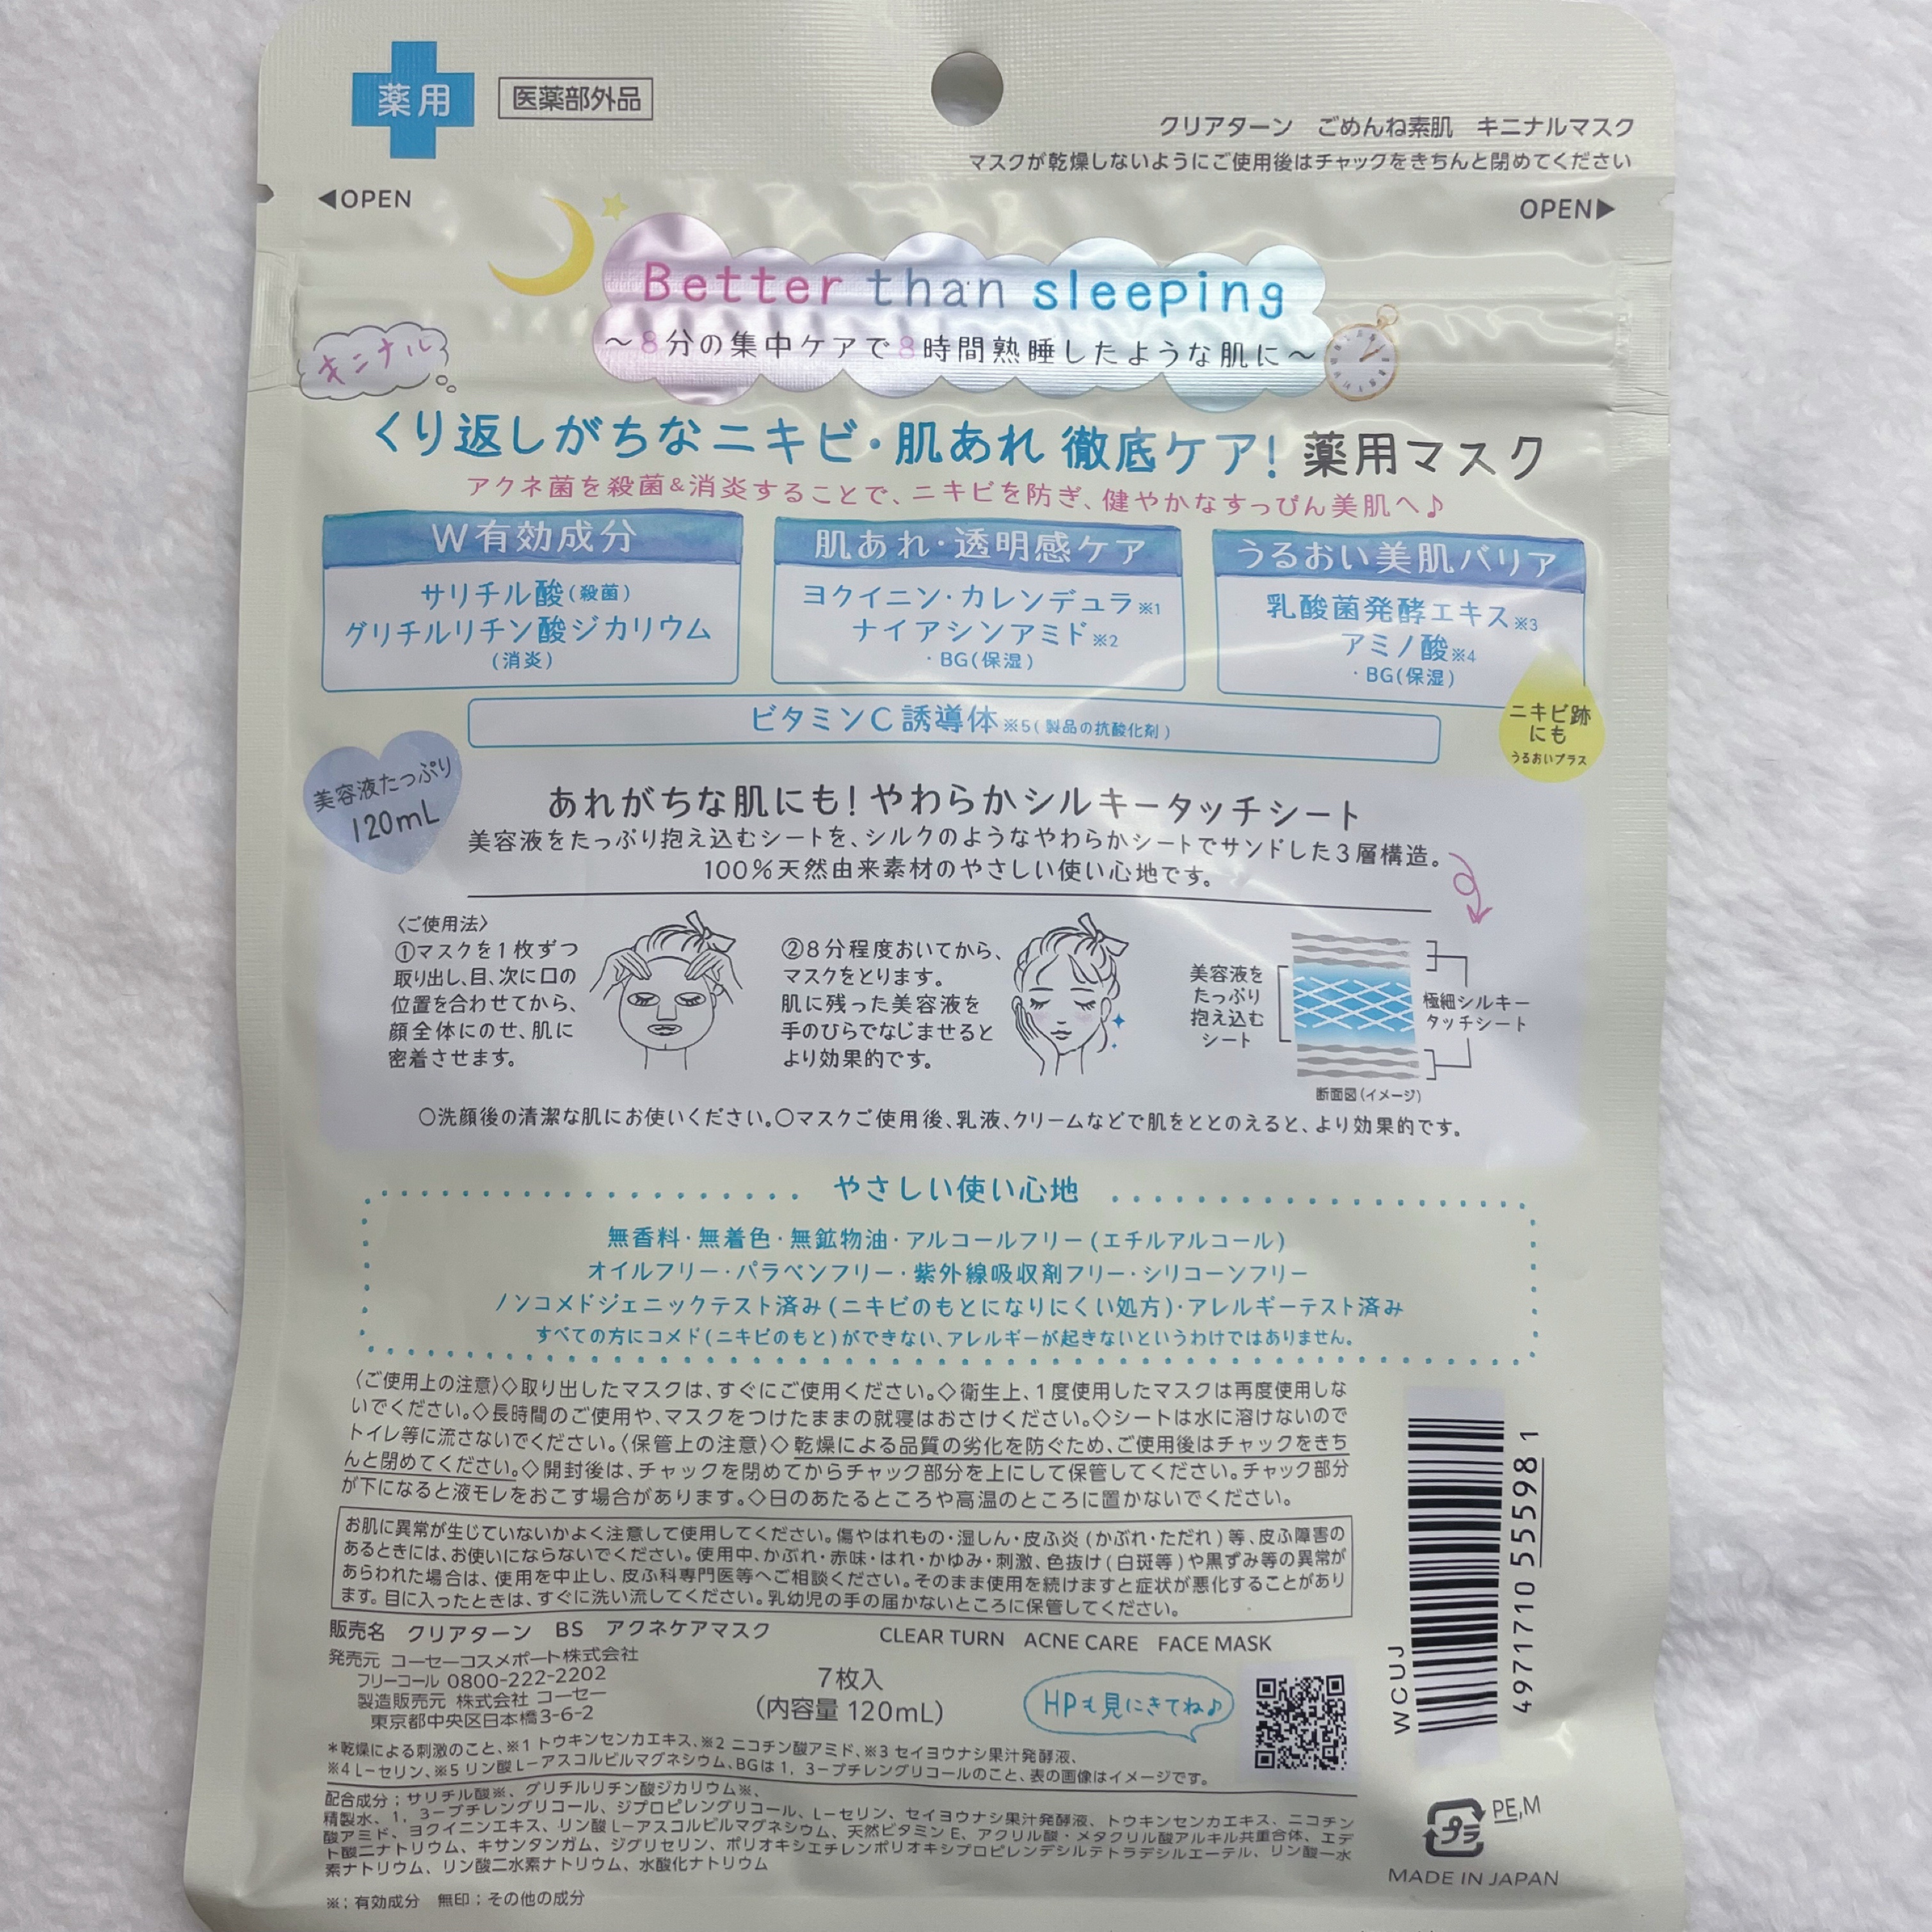 薬用
医薬部外品
クリアターン ごめんね素肌 キニナルマスク
マスクが乾燥しないようにご使用後はチャックをきちんと閉めてください
◀OPEN
OPEN▶
Better than sleeping
〜8分の集中ケアで8時間熟睡したような肌に〜
キニナル
くり返しがちなニキビ・肌あれ 徹底ケア! 薬用マスク
アクネ菌を殺菌&消炎することで、ニキビを防ぎ、健やかなすっぴん美肌へ♪
W有効成分
サリチル酸(殺菌)
グリチルリチン酸ジカリウム
(消炎)
肌あれ・透明感ケア
ヨクイニン・カレンデュラ※1
ナイアシンアミド※2
・BG(保湿)
うるおい美肌バリア
乳酸菌発酵エキス※3
アミノ酸※4
・BG(保湿)
ビタミンC誘導体※5(製品の抗酸化剤)
ニキビ跡
にも
うるおいプラス
美容液たっぷり
120mL
あれがちな肌にも!やわらかシルキータッチシート
美容液をたっぷり抱え込むシートを、シルクのようなやわらかシートでサンドした3層構造。
100%天然由来素材のやさしい使い心地です。
〈ご使用法〉
①マスクを1枚ずつ
取り出し、目、次に口の
位置を合わせてから、
顔全体にのせ、肌に
密着させます。
②8分程度おいてから、
マスクをとります。
肌に残った美容液を
手のひらでなじませると
より効果的です。
美容液を
たっぷり
抱え込む
シート
極細シルキー
タッチシート
断面図(イメージ)
○洗顔後の清潔な肌にお使いください。○マスクご使用後、乳液、クリームなどで肌をととのえると、より効果的です。
やさしい使い心地
無香料・無着色・無鉱物油・アルコールフリー(エチルアルコール)
オイルフリー・パラベンフリー・紫外線吸収剤フリー・シリコーンフリー
ノンコメドジェニックテスト済み(ニキビのもとになりにくい処方)・アレルギーテスト済み
すべての方にコメド(ニキビのもと)ができない、アレルギーが起きないというわけではありません。
〈ご使用上の注意〉◇取り出したマスクは、すぐにご使用ください。◇衛生上、1度使用したマスクは再度使用しな
いでください。◇長時間のご使用や、マスクをつけたままの就寝はおさけください。◇シートは水に溶けないので
トイレ等に流さないでください。〈保管上の注意〉◇乾燥による品質の劣化を防ぐため、ご使用後はチャックをきち
んと閉めてください。◇開封後は、チャックを閉めてからチャック部分を上にして保管してください。チャック部分
が下になると液モレをおこす場合があります。◇日のあたるところや高温のところに置かないでください。
お肌に異常が生じていないかよく注意して使用してください。傷やはれもの・湿しん・皮ふ炎(かぶれ・ただれ)等、皮ふ障害の
あるときには、お使いにならないでください。使用中、かぶれ・赤味・はれ・かゆみ・刺激、色抜け(白斑等)や黒ずみ等の異常が
あらわれた場合は、使用を中止し、皮ふ科専門医等へご相談ください。そのまま使用を続けますと症状が悪化することがあり
ます。目に入ったときは、すぐに洗い流してください。乳幼児の手の届かないところに保管してください。
販売名 クリアターン BS アクネケアマスク
CLEAR TURN ACNE CARE FACE MASK
発売元 コーセーコスメポート株式会社
フリーコール 0800-222-2202
製造販売元 株式会社 コーセー
東京都中央区日本橋3-6-2
7枚入
(内容量 120mL)
HPも見にきてね♪
WCUJ
4971710 555981
*乾燥による刺激のこと、※1 トウキンセンカエキス、※2 ニコチン酸アミド、※3 セイヨウナシ果汁発酵液、
※4 L-セリン、※5 リン酸L-アスコルビルマグネシウム、BGは1,3-ブチレングリコールのこと、表の画像はイメージです。
配合成分:サリチル酸※、グリチルリチン酸ジカリウム※、
精製水、1,3-ブチレングリコール、ジプロピレングリコール、L-セリン、セイヨウナシ果汁発酵液、トウキンセンカエキス、ニコチン
酸アミド、ヨクイニンエキス、リン酸L-アスコルビルマグネシウム、天然ビタミンE、アクリル酸・メタクリル酸アルキル共重合体、エデ
ト酸二ナトリウム、キサンタンガム、ジグリセリン、ポリオキシエチレンポリオキシプロピレンデシルテトラデシルエーテル、リン酸一水
素ナトリウム、リン酸二水素ナトリウム、水酸化ナトリウム
※:有効成分 無印:その他の成分
プラ
PE,M
MADE IN JAPAN